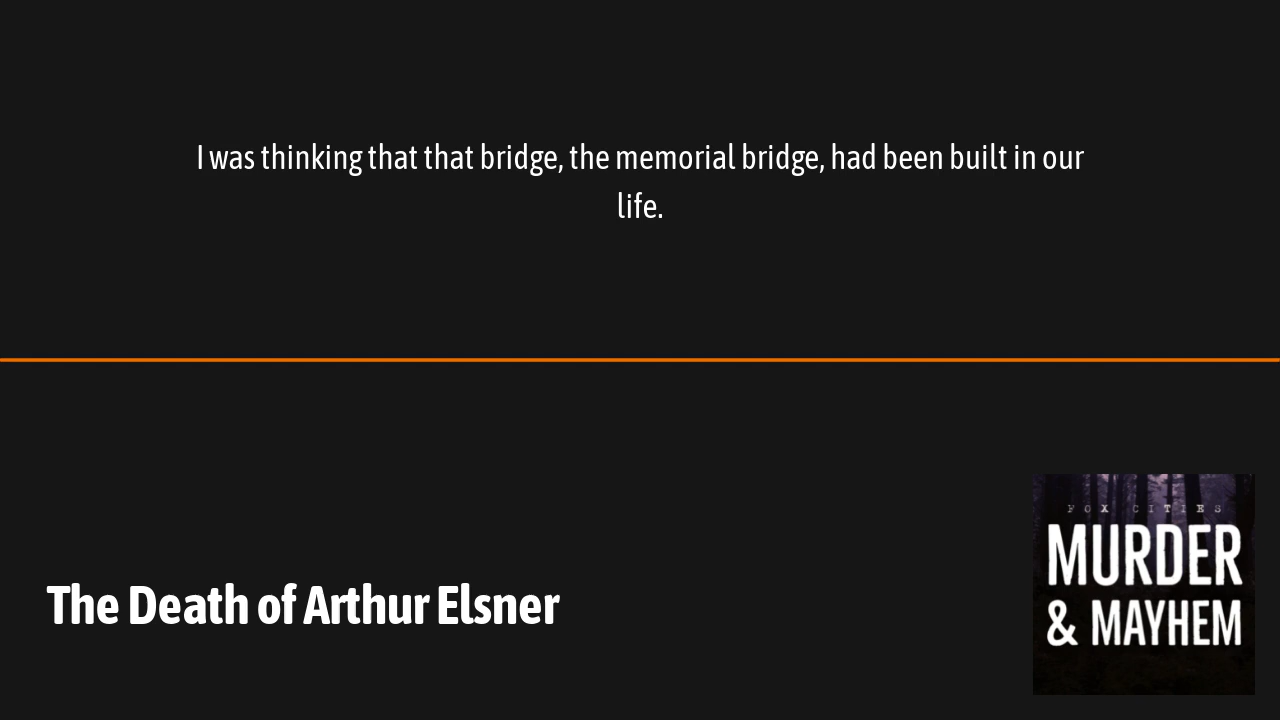 I was thinking that that bridge, the memorial bridge, had been built in our
life.
The Death of Arthur Elsner
FOX CITIES
MURDER
& MAYHEM